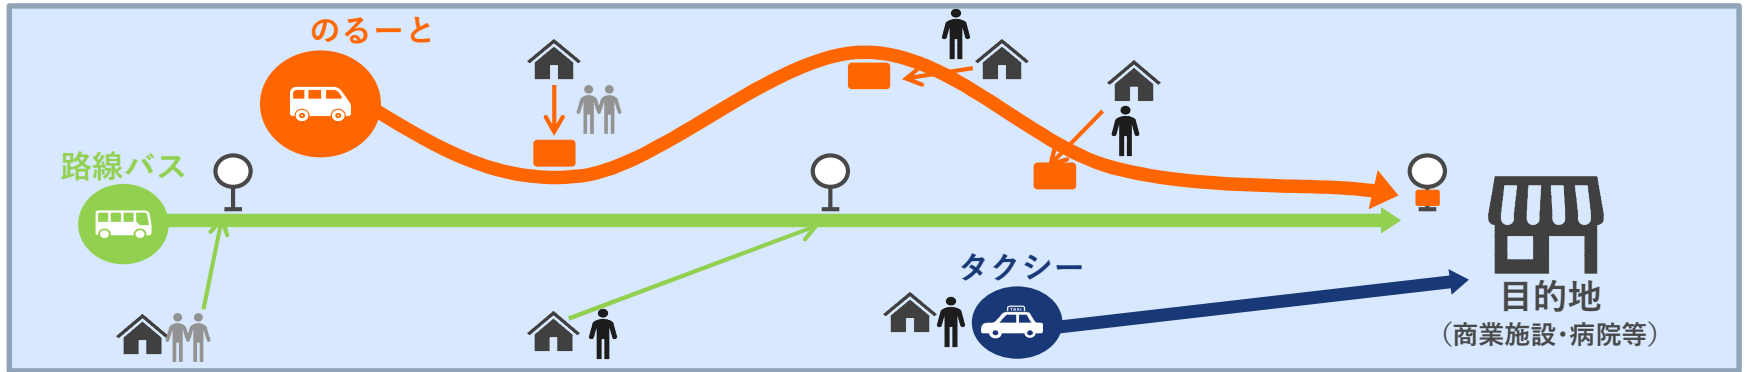 のるーと
路線バス
タクシー
TAXI
目的地
(商業施設・病院等)